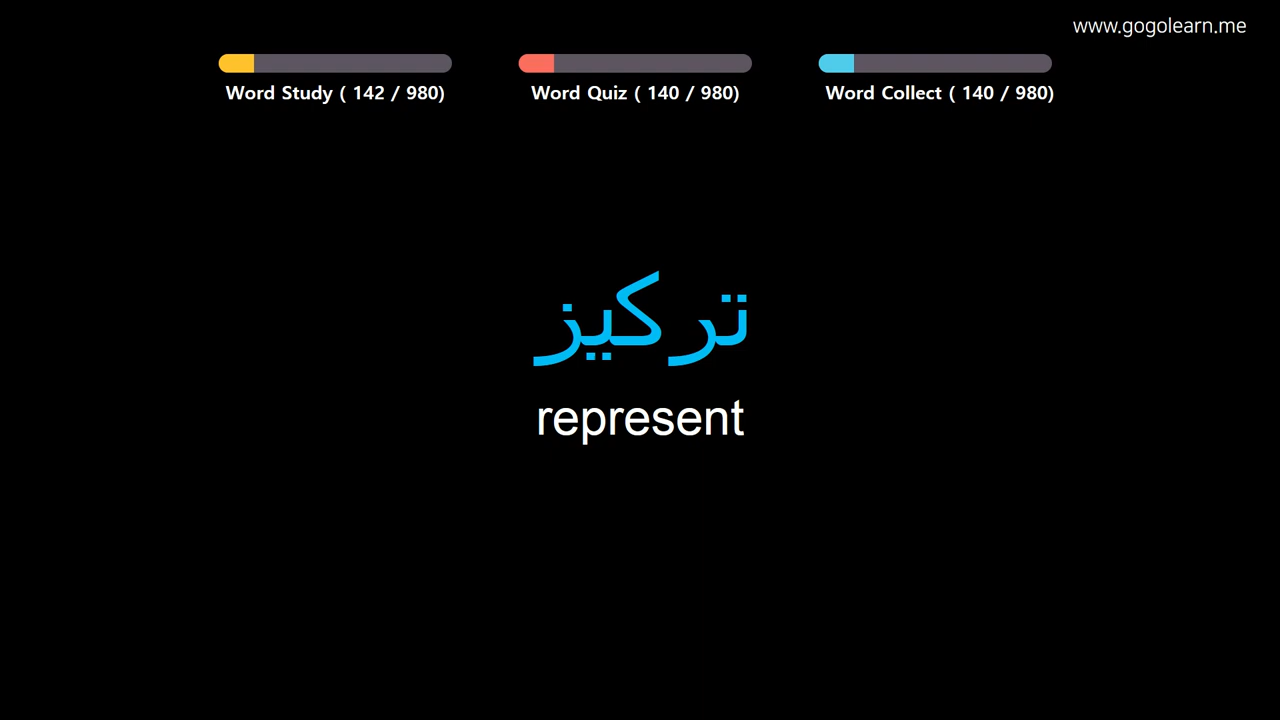 www.gogolearn.me
Word Study ( 142 / 980)
Word Quiz ( 140 / 980)
Word Collect ( 140 / 980)
تركيز
represent